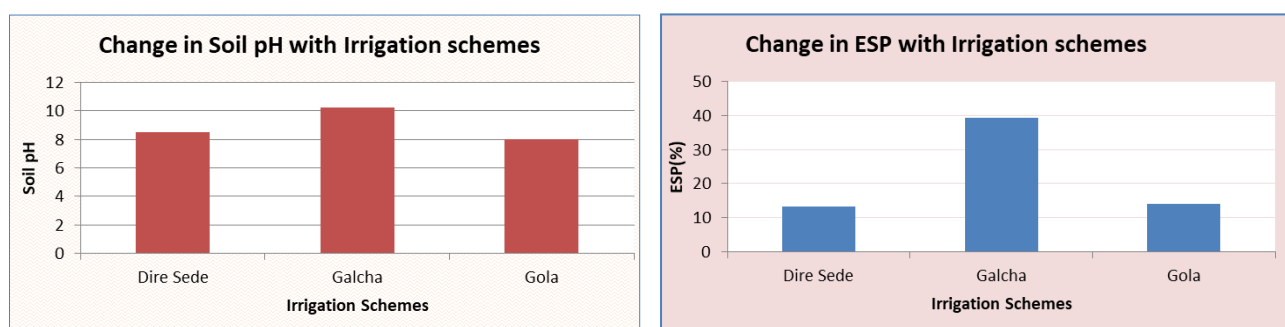 Change in Soil pH with Irrigation schemes
12
10
8
6
4
2
0
Soil pH
Dire Sede Galcha Gola
Irrigation Schemes
Change in ESP with Irrigation schemes
50
40
30
20
10
0
ESP(%)
Dire Sede Galcha Gola
Irrigation Schemes